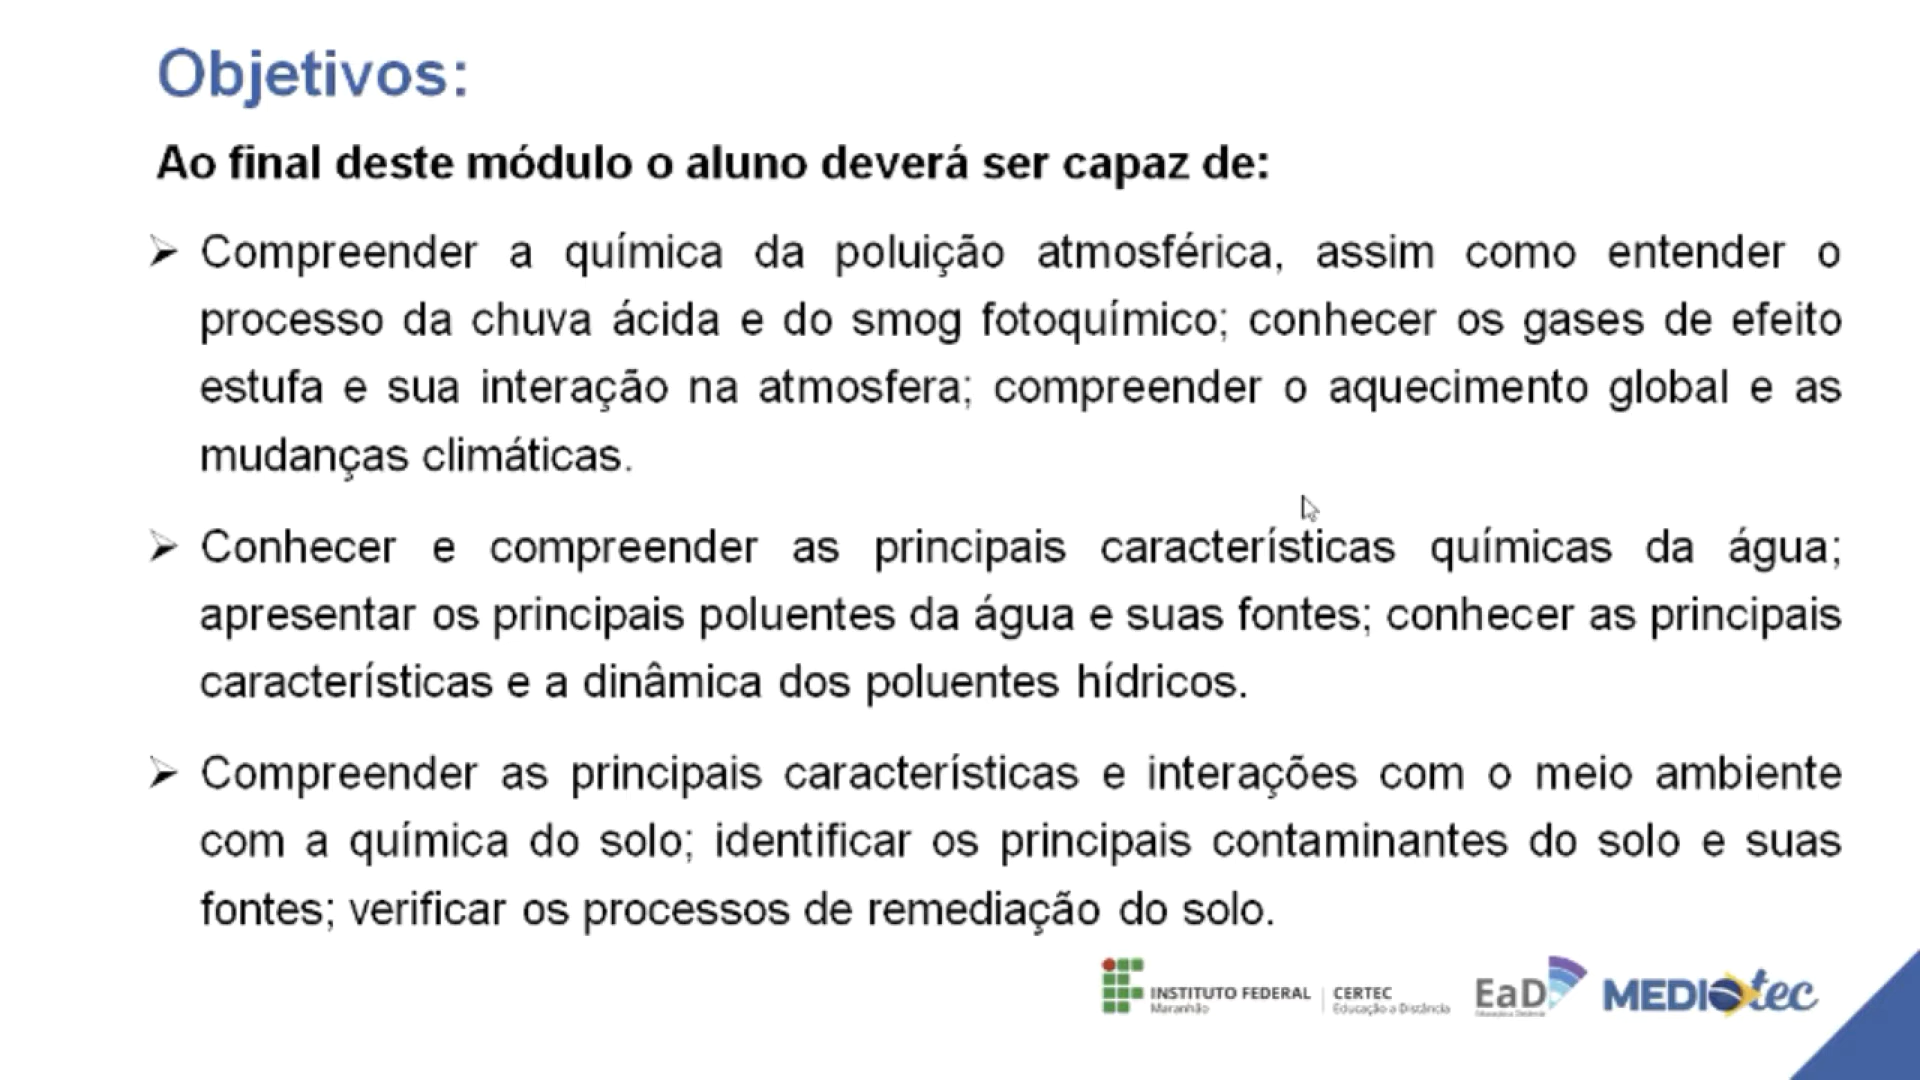 Objetivos:
Ao final deste módulo o aluno deverá ser capaz de:
➢ Compreender a química da poluição atmosférica, assim como entender o
processo da chuva ácida e do smog fotoquímico; conhecer os gases de efeito
estufa e sua interação na atmosfera; compreender o aquecimento global e as
mudanças climáticas.
➢ Conhecer e compreender as principais características químicas da água;
apresentar os principais poluentes da água e suas fontes; conhecer as principais
características e a dinâmica dos poluentes hídricos.
➢ Compreender as principais características e interações com o meio ambiente
com a química do solo; identificar os principais contaminantes do solo e suas
fontes; verificar os processos de remediação do solo.
INSTITUTO FEDERAL
Maranhão
CERTEC
Educação a Distância
EaD
Educação a Distância
MEDIOtec